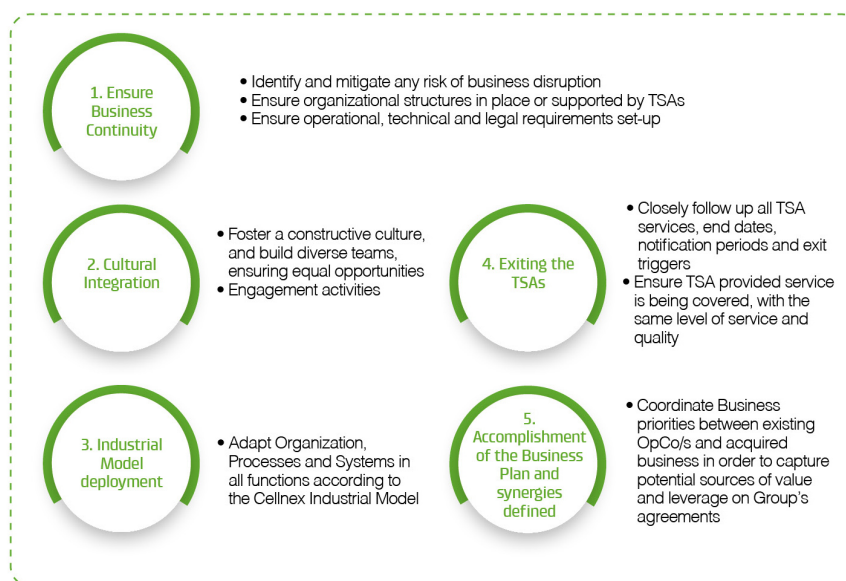 1. Ensure
Business
Continuity
• Identify and mitigate any risk of business disruption
• Ensure organizational structures in place or supported by TSAs
• Ensure operational, technical and legal requirements set-up
2. Cultural
Integration
• Foster a constructive culture,
and build diverse teams,
ensuring equal opportunities
• Engagement activities
3. Industrial
Model
deployment
• Adapt Organization,
Processes and Systems in
all functions according to
the Cellnex Industrial Model
4. Exiting the
TSAs
• Closely follow up all TSA
services, end dates,
notification periods and exit
triggers
• Ensure TSA provided service
is being covered, with the
same level of service and
quality
5.
Accomplishment
of the Business
Plan and
synergies
defined
• Coordinate Business
priorities between existing
OpCo/s and acquired
business in order to capture
potential sources of value
and leverage on Group’s
agreements